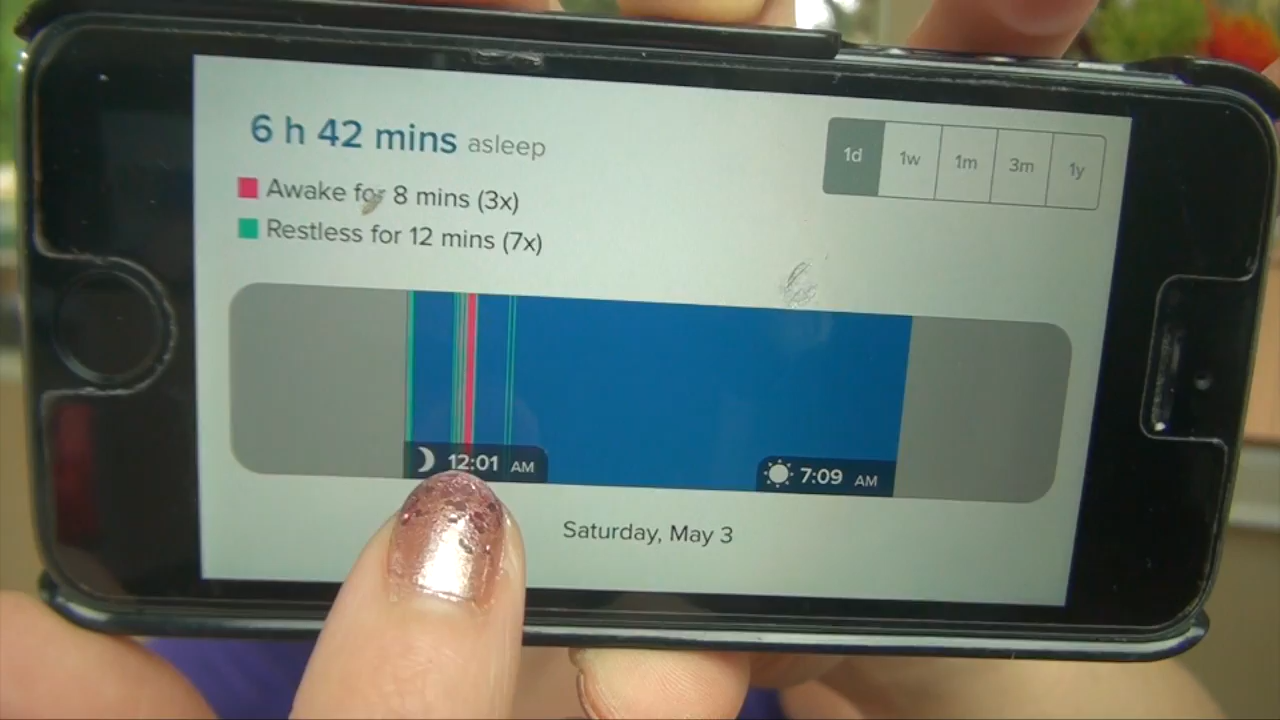 6 h 42 mins asleep
Awake for 8 mins (3x)
Restless for 12 mins (7x)
1d 1w 1m 3m 1y
12:01 AM
7:09 AM
Saturday, May 3